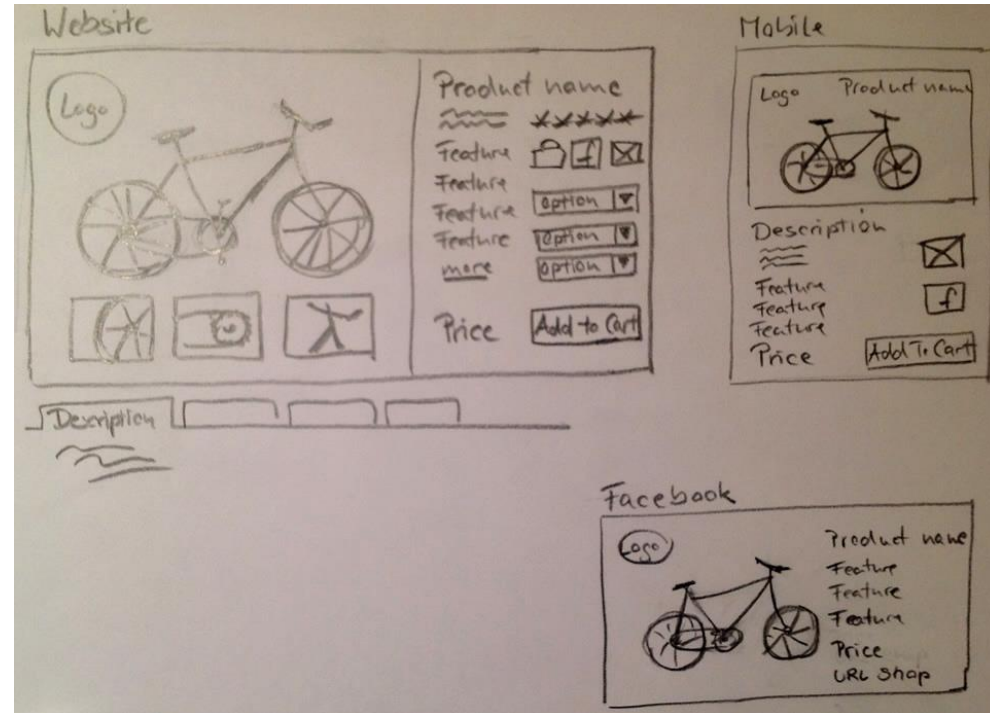 Website
Logo
Product name
Feature
Feature
Feature
Feature
more
f
option
option
option
Price
Add to Cart
Description
Mobile
Logo
Product name
Description
Feature
Feature
Feature
f
Price
Add To Cart
Facebook
Logo
Product name
Feature
Feature
Feature
Price
URL Shop